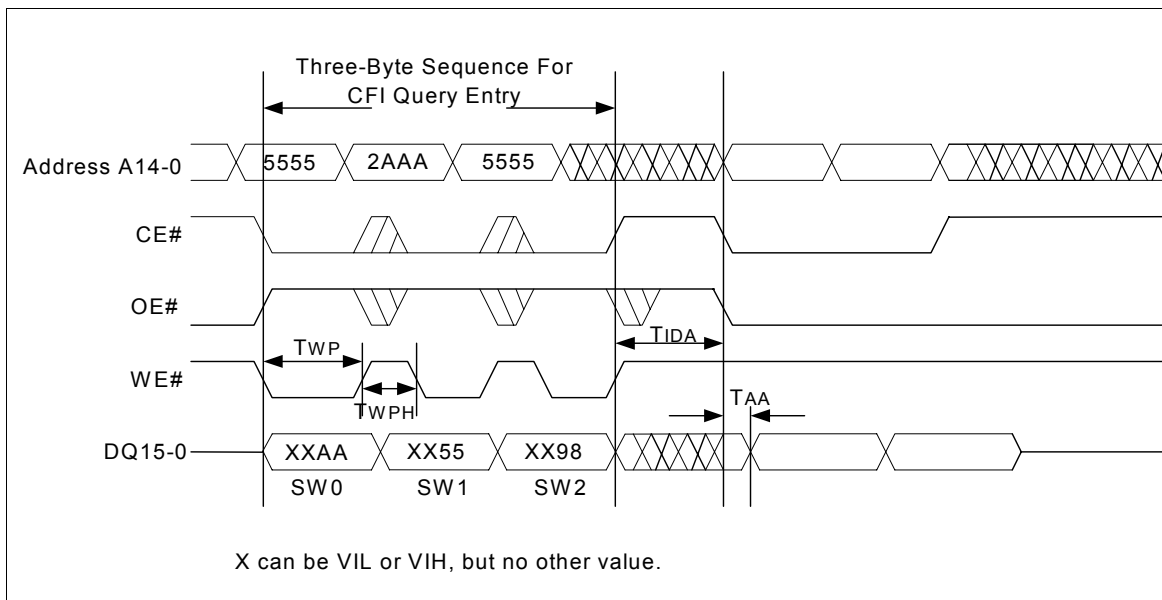 Three-Byte Sequence For
CFI Query Entry
Address A14-0
5555
2AAA
5555
CE#
OE#
TWP
TIDA
WE#
TWPH
TAA
DQ15-0
XXAA
XX55
XX98
SW0
SW1
SW2
X can be VIL or VIH, but no other value.